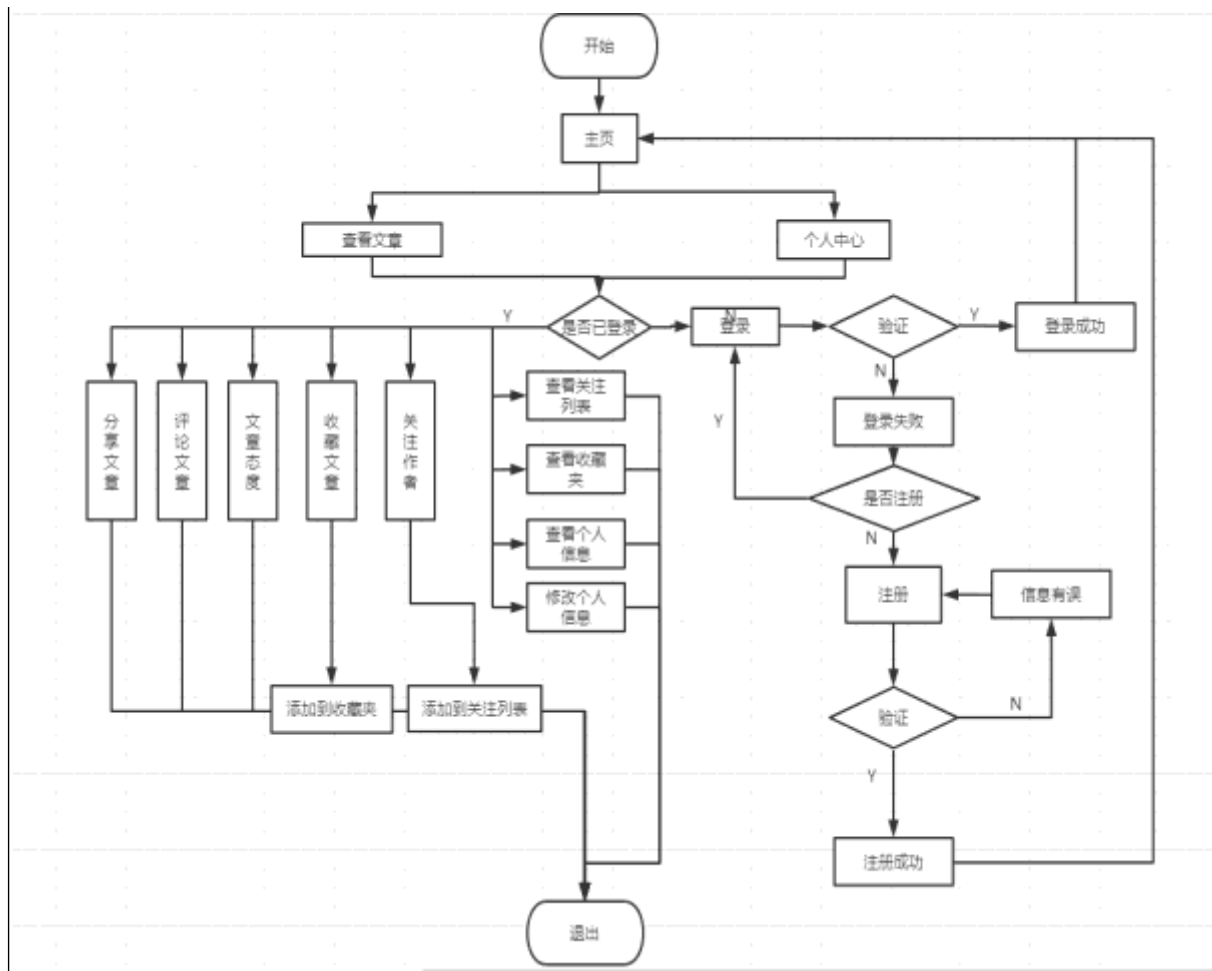 开始
主页
查看文章
个人中心
Y
是否已登录
N
登录
验证
Y
登录成功
N
查看关注
列表
登录失败
分享文章
评论文章
文章态度
收藏文章
关注作者
Y
查看收藏
夹
是否注册
N
查看个人
信息
注册
信息有误
修改个人
信息
添加到收藏夹
添加到关注列表
验证
N
Y
注册成功
退出